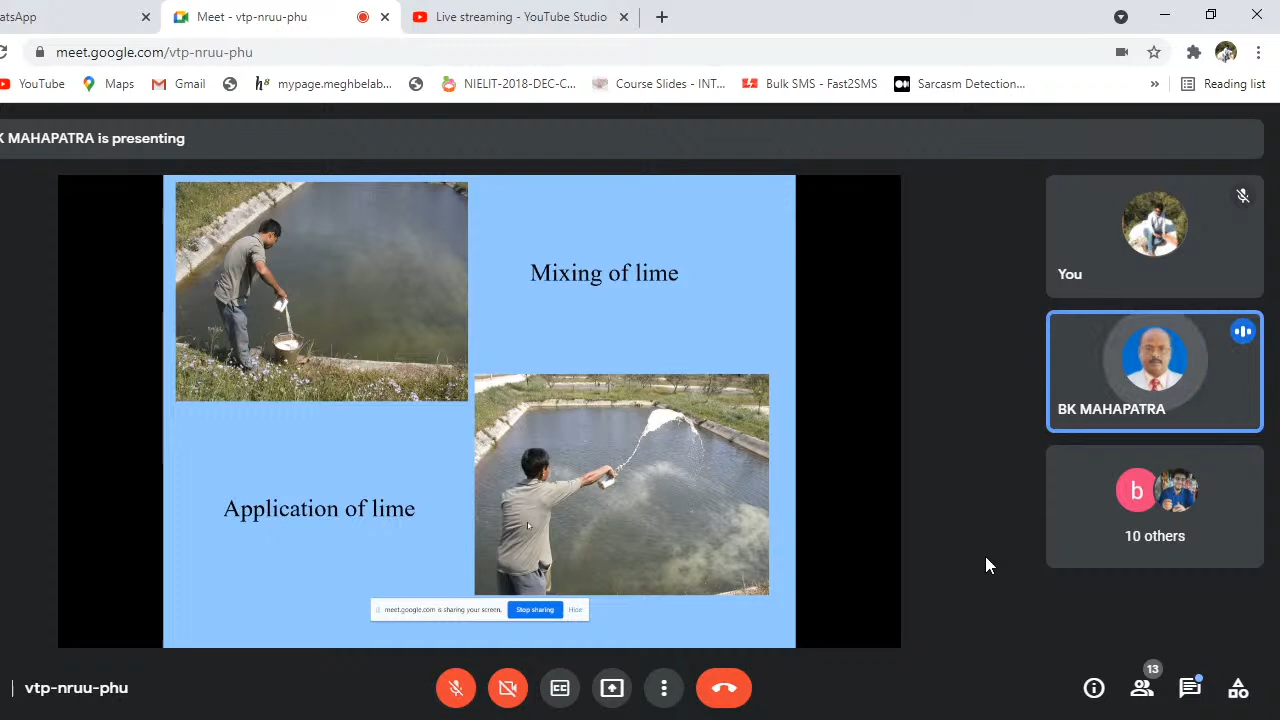 atsApp
Meet - vtp-nruu-phu
Live streaming - YouTube Studio
meet.google.com/vtp-nruu-phu
YouTube
Maps
Gmail
mypage.meghbelab...
NIELIT-2018-DEC-C...
Course Slides - INT...
Bulk SMS - Fast2SMS
Sarcasm Detection...
»
Reading list
K MAHAPATRA is presenting
Mixing of lime
Application of lime
meet.google.com is sharing your screen.
Stop sharing
Hide
You
BK MAHAPATRA
b
10 others
vtp-nruu-phu
CC
13